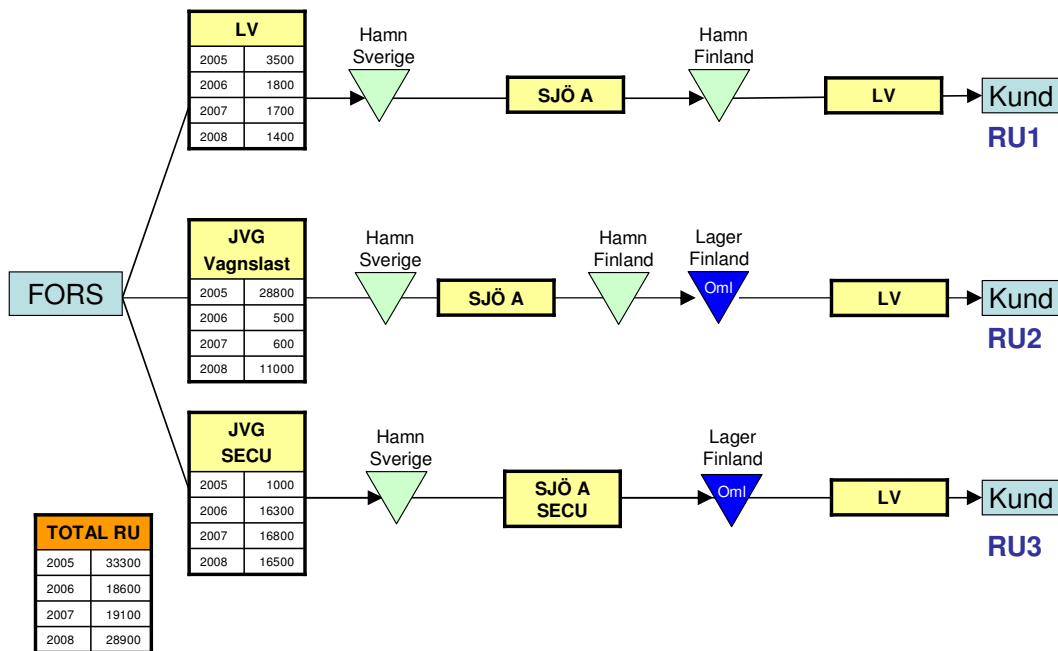 LV
2005 3500
2006 1800
2007 1700
2008 1400
Hamn
Sverige
SJÖ A
Hamn
Finland
LV
Kund
RU1
FORS
JVG
Vagnslast
2005 28800
2006 500
2007 600
2008 11000
Hamn
Sverige
SJÖ A
Hamn
Finland
Lager
Finland
Oml
LV
Kund
RU2
JVG
SECU
2005 1000
2006 16300
2007 16800
2008 16500
Hamn
Sverige
SJÖ A
SECU
Lager
Finland
Oml
LV
Kund
RU3
TOTAL RU
2005 33300
2006 18600
2007 19100
2008 28900